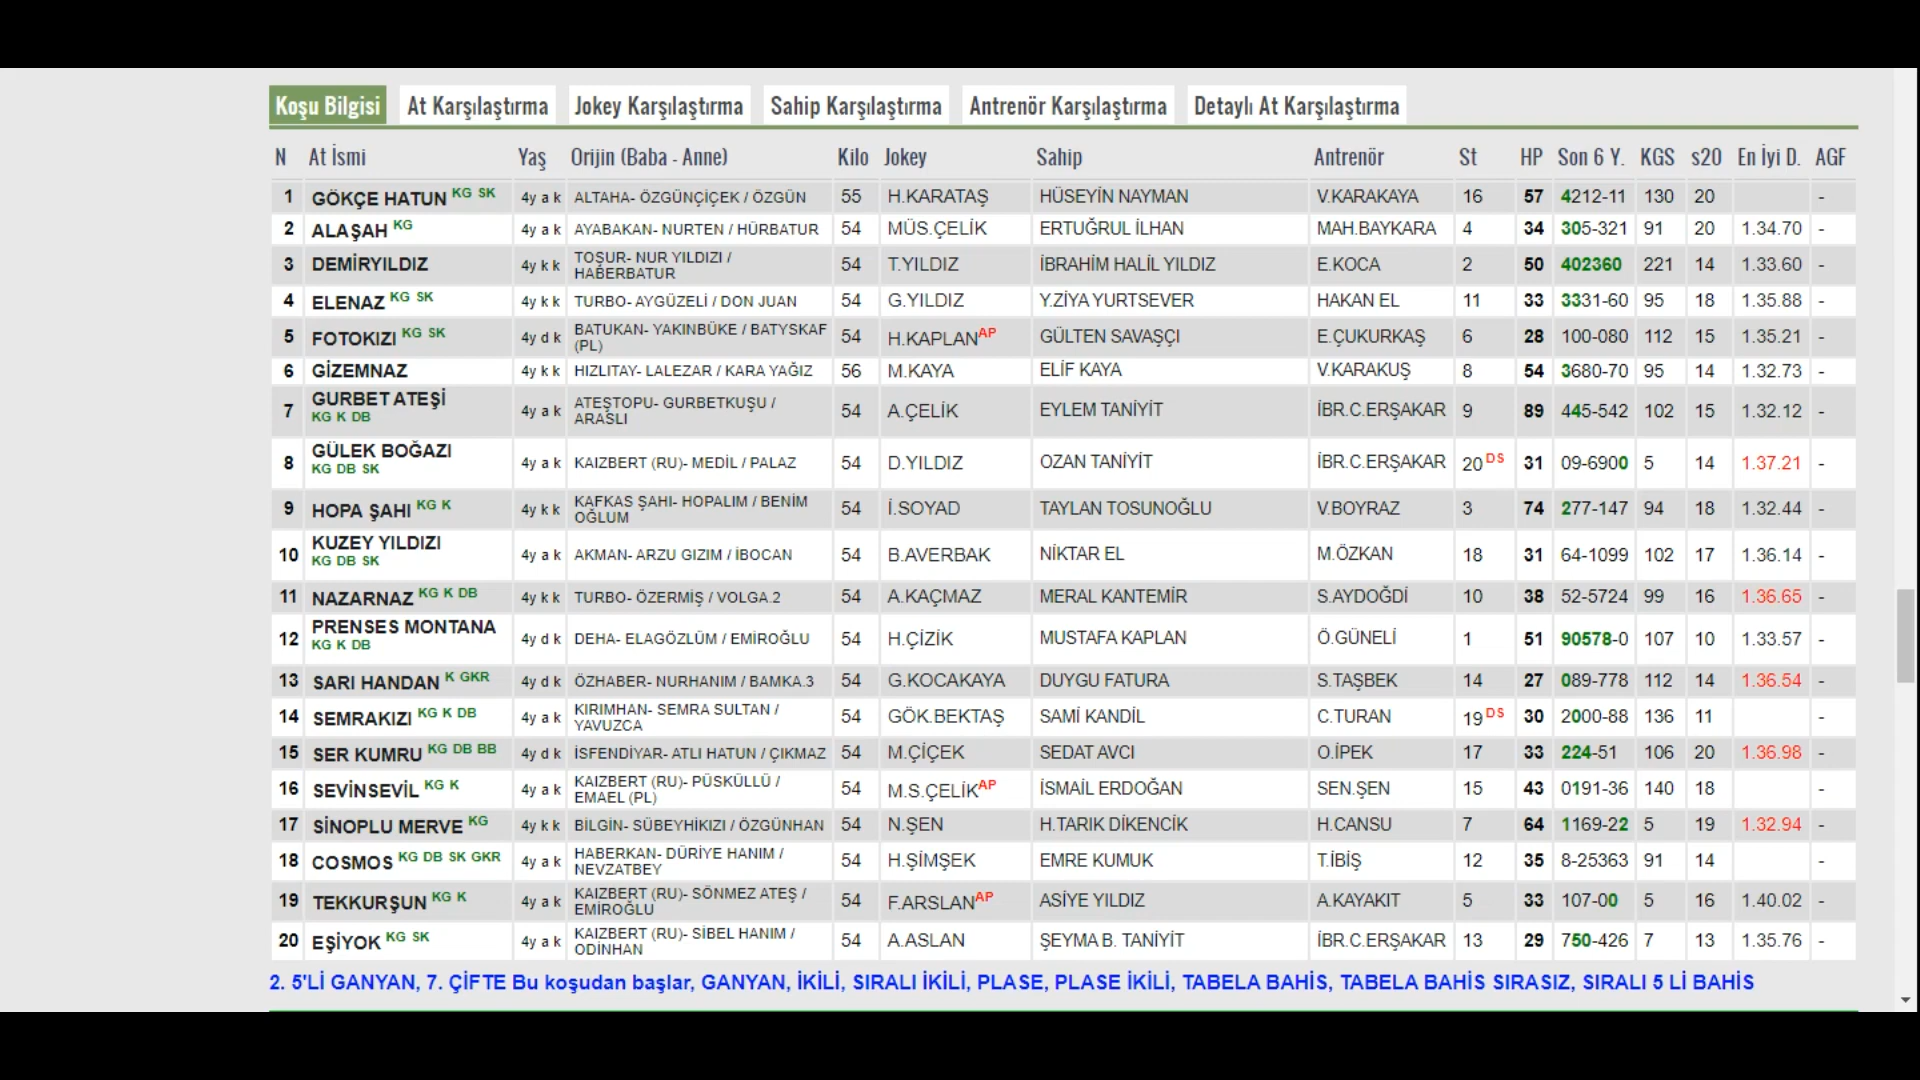 Koşu Bilgisi At Karşılaştırma Jokey Karşılaştırma Sahip Karşılaştırma Antrenör Karşılaştırma Detaylı At Karşılaştırma
N At İsmi Yaş Orijin (Baba - Anne) Kilo Jokey Sahip Antrenör St HP Son 6 Y. KGS s20 En İyi D. AGF
1 GÖKÇE HATUN KG SK 4y a k ALTAHA- ÖZGÜNÇİÇEK / ÖZGÜN 55 H.KARATAŞ HÜSEYİN NAYMAN V.KARAKAYA 16 57 4212-11 130 20 -
2 ALAŞAH KG 4y a k AYABAKAN- NURTEN / HÜRBATUR 54 MÜS.ÇELİK ERTUĞRUL İLHAN MAH.BAYKARA 4 34 305-321 91 20 1.34.70 -
3 DEMİRYILDIZ 4y k k TOŞUR- NUR YILDIZI / HABERBATUR 54 T.YILDIZ İBRAHİM HALİL YILDIZ E.KOCA 2 50 402360 221 14 1.33.60 -
4 ELENAZ KG SK 4y k k TURBO- AYGÜZELİ / DON JUAN 54 G.YILDIZ Y.ZİYA YURTSEVER HAKAN EL 11 33 3331-60 95 18 1.35.88 -
5 FOTOKIZI KG SK 4y d k BATUKAN- YAKINBÜKE / BATYSKAF (PL) 54 H.KAPLAN AP GÜLTEN SAVAŞÇI E.ÇUKURKAŞ 6 28 100-080 112 15 1.35.21 -
6 GİZEMNAZ 4y k k HIZLITAY- LALEZAR / KARA YAĞIZ 56 M.KAYA ELİF KAYA V.KARAKUŞ 8 54 3680-70 95 14 1.32.73 -
7 GURBET ATEŞİ KG K DB 4y a k ATEŞTOPU- GURBETKUŞU / ARASLI 54 A.ÇELİK EYLEM TANİYİT İBR.C.ERŞAKAR 9 89 445-542 102 15 1.32.12 -
8 GÜLEK BOĞAZI KG DB SK 4y a k KAIZBERT (RU)- MEDİL / PALAZ 54 D.YILDIZ OZAN TANİYİT İBR.C.ERŞAKAR 20 DS 31 09-6900 5 14 1.37.21 -
9 HOPA ŞAHI KG K 4y k k KAFKAS ŞAHI- HOPALIM / BENİM OĞLUM 54 İ.SOYAD TAYLAN TOSUNOĞLU V.BOYRAZ 3 74 277-147 94 18 1.32.44 -
10 KUZEY YILDIZI KG DB SK 4y a k AKMAN- ARZU GIZIM / İBOCAN 54 B.AVERBAK NİKTAR EL M.ÖZKAN 18 31 64-1099 102 17 1.36.14 -
11 NAZARNAZ KG K DB 4y k k TURBO- ÖZERMİŞ / VOLGA.2 54 A.KAÇMAZ MERAL KANTEMİR S.AYDOĞDİ 10 38 52-5724 99 16 1.36.65 -
12 PRENSES MONTANA KG K DB 4y d k DEHA- ELAGÖZLÜM / EMİROĞLU 54 H.ÇİZİK MUSTAFA KAPLAN Ö.GÜNELİ 1 51 90578-0 107 10 1.33.57 -
13 SARI HANDAN K GKR 4y d k ÖZHABER- NURHANIM / BAMKA.3 54 G.KOCAKAYA DUYGU FATURA S.TAŞBEK 14 27 089-778 112 14 1.36.54 -
14 SEMRAKIZI KG K DB 4y a k KIRIMHAN- SEMRA SULTAN / YAVUZCA 54 GÖK.BEKTAŞ SAMİ KANDİL C.TURAN 19 DS 30 2000-88 136 11 -
15 SER KUMRU KG DB BB 4y d k İSFENDİYAR- ATLI HATUN / ÇIKMAZ 54 M.ÇİÇEK SEDAT AVCI O.İPEK 17 33 224-51 106 20 1.36.98 -
16 SEVİNSEVİL KG K 4y a k KAIZBERT (RU)- PÜSKÜLLÜ / EMAEL (PL) 54 M.S.ÇELİK AP İSMAİL ERDOĞAN SEN.ŞEN 15 43 0191-36 140 18 -
17 SİNOPLU MERVE KG 4y k k BİLGİN- SÜBEYHİKIZI / ÖZGÜNHAN 54 N.ŞEN H.TARIK DİKENCİK H.CANSU 7 64 1169-22 5 19 1.32.94 -
18 COSMOS KG DB SK GKR 4y a k HABERKAN- DÜRİYE HANIM / NEVZATBEY 54 H.ŞİMŞEK EMRE KUMUK T.İBİŞ 12 35 8-25363 91 14 -
19 TEKKURŞUN KG K 4y a k KAIZBERT (RU)- SÖNMEZ ATEŞ / EMİROĞLU 54 F.ARSLAN AP ASİYE YILDIZ A.KAYAKIT 5 33 107-00 5 16 1.40.02 -
20 EŞİYOK KG SK 4y a k KAIZBERT (RU)- SİBEL HANIM / ODİNHAN 54 A.ASLAN ŞEYMA B. TANİYİT İBR.C.ERŞAKAR 13 29 750-426 7 13 1.35.76 -
2. 5'Lİ GANYAN, 7. ÇİFTE Bu koşudan başlar, GANYAN, İKİLİ, SIRALI İKİLİ, PLASE, PLASE İKİLİ, TABELA BAHİS, TABELA BAHİS SIRASIZ, SIRALI 5 Lİ BAHİS